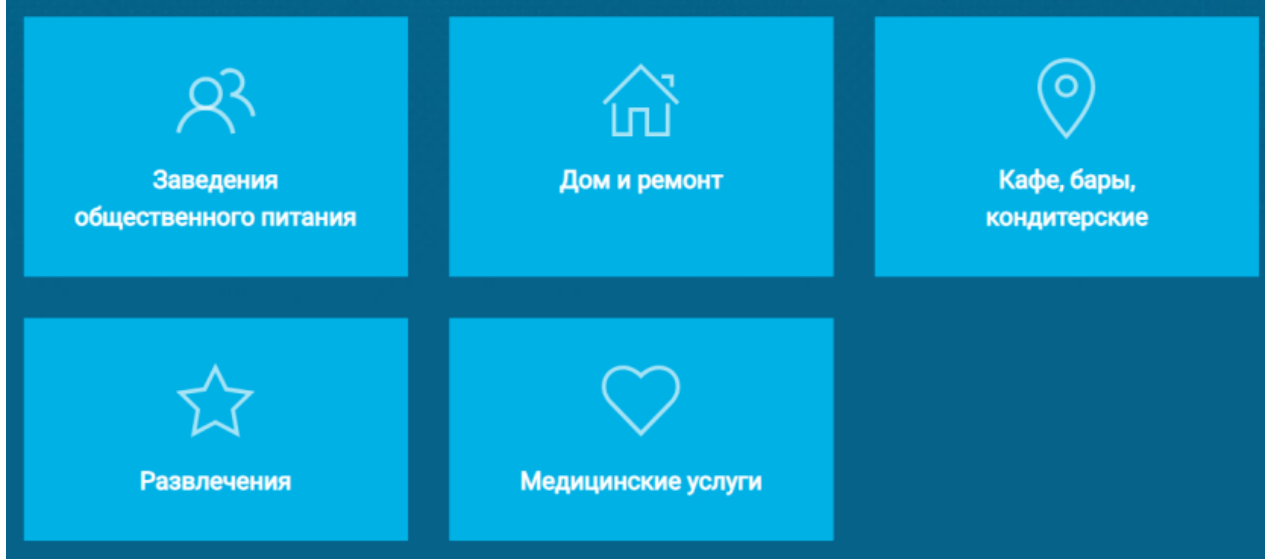 Заведения
общественного питания
Дом и ремонт
Кафе, бары,
кондитерские
Развлечения
Медицинские услуги